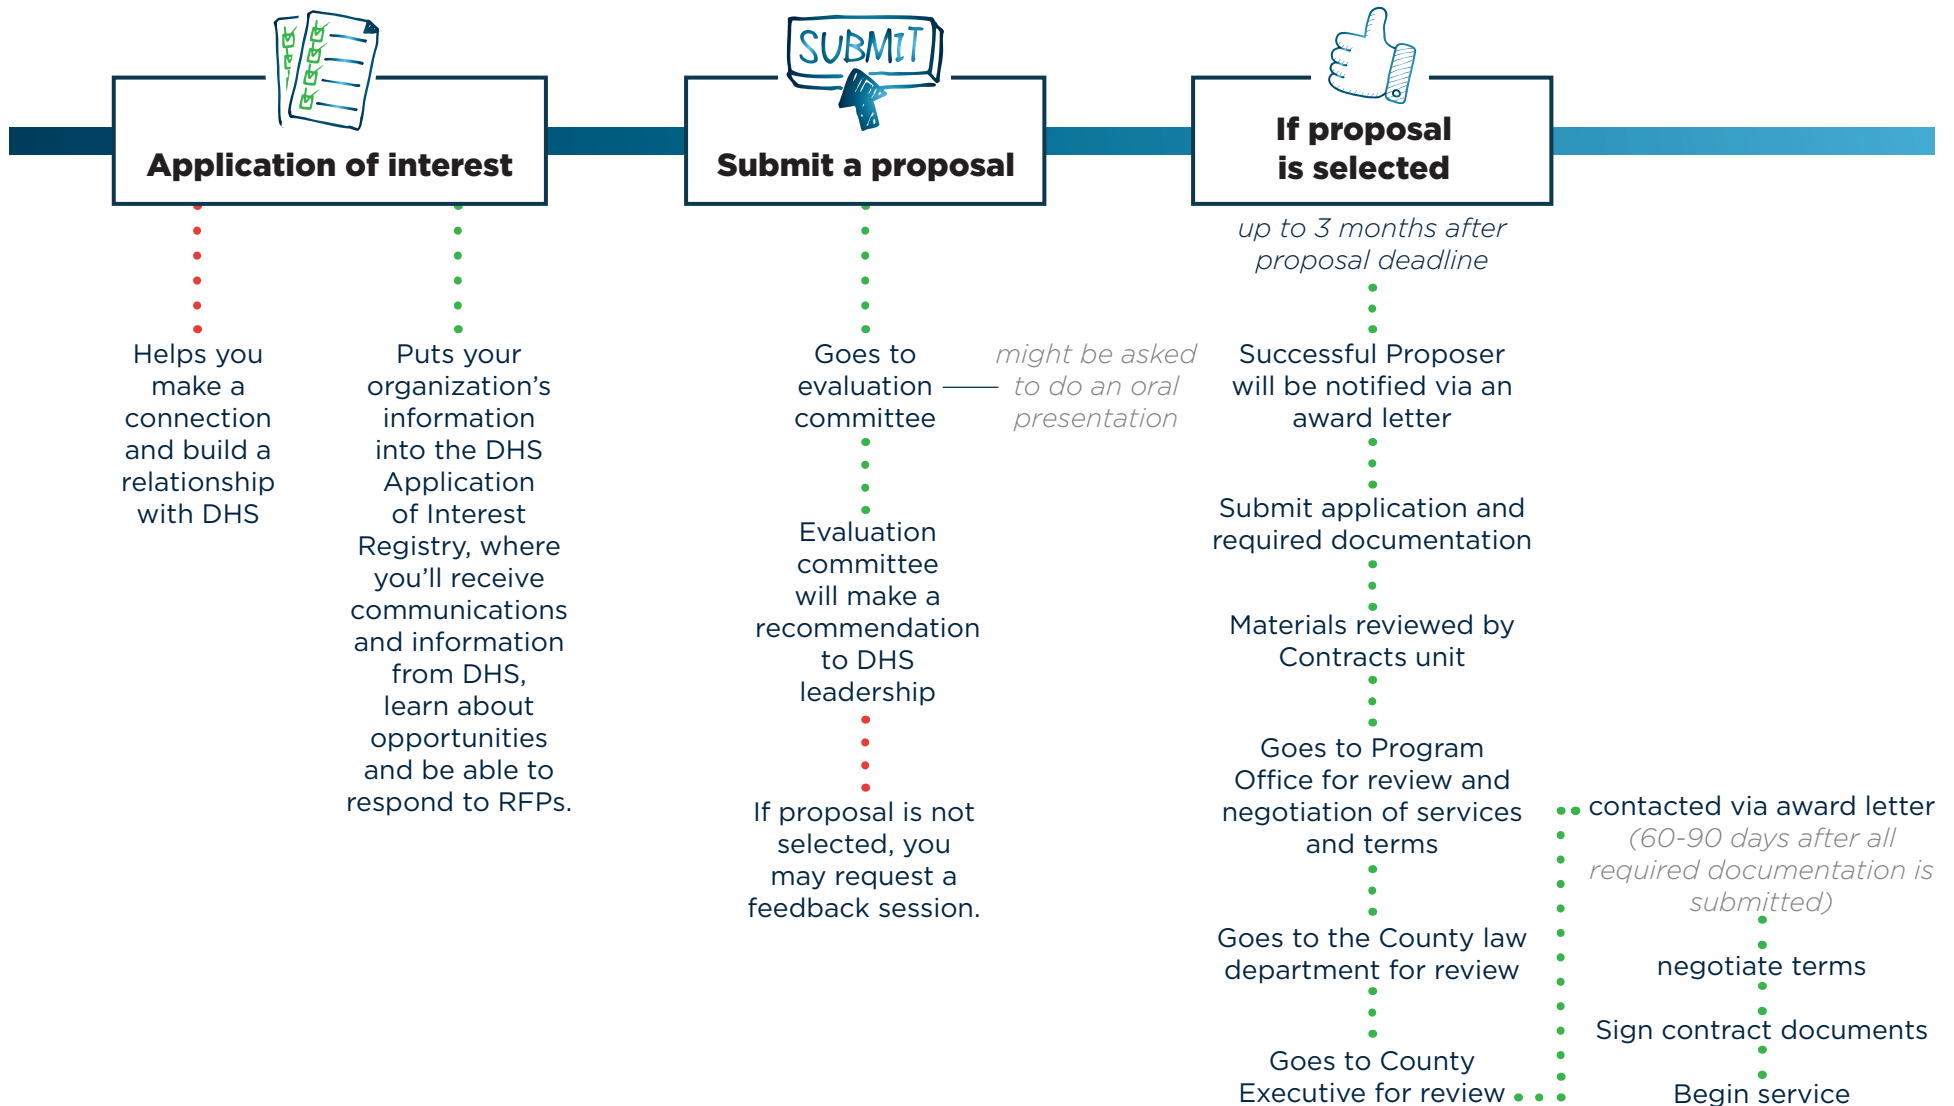 Application of interest
Helps you
make a
connection
and build a
relationship
with DHS
Puts your
organization's
information
into the DHS
Application
of Interest
Registry, where
you'll receive
communications
and information
from DHS,
learn about
opportunities
and be able to
respond to RFPs.
SUBMIT
Submit a proposal
Goes to
evaluation
committee
might be asked
to do an oral
presentation
Evaluation
committee
will make a
recommendation
to DHS
leadership
If proposal is not
selected, you
may request a
feedback session.
If proposal
is selected
up to 3 months after
proposal deadline
Successful Proposer
will be notified via an
award letter
Submit application and
required documentation
Materials reviewed by
Contracts unit
Goes to Program
Office for review and
negotiation of services
and terms
Goes to the County law
department for review
Goes to County
Executive for review
contacted via award letter
(60-90 days after all
required documentation is
submitted)
negotiate terms
Sign contract documents
Begin service